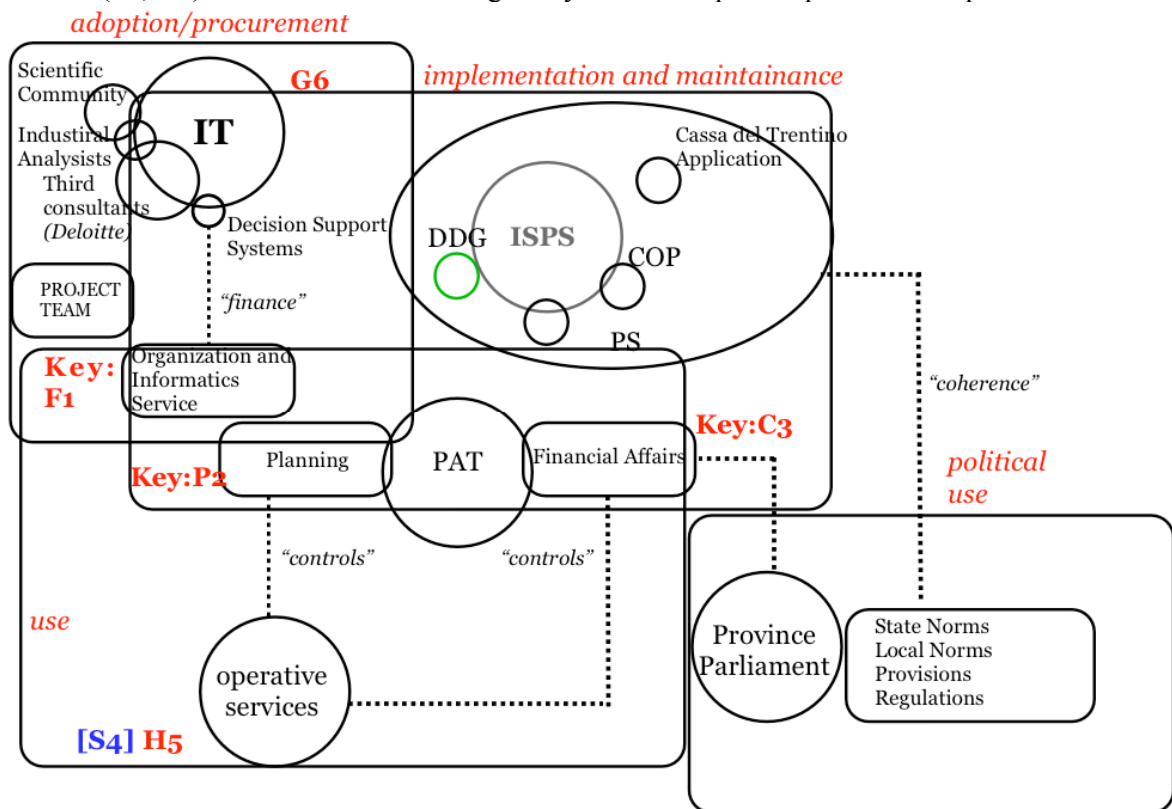 adoption/procurement
Scientific
Community
G6
implementation and maintainance
IT
Industiral
Analysists
Third
consultants
(Deloitte)
Cassa del Trentino
Application
Decision Support
Systems
DDG
ISPS
COP
PS
PROJECT
TEAM
“finance”
Key:
F1
Organization and
Informatics
Service
“coherence”
Key:P2
Planning
PAT
Financial Affairs
Key:C3
political
use
“controls”
“controls”
use
operative
services
Province
Parliament
State Norms
Local Norms
Provisions
Regulations
[S4] H5